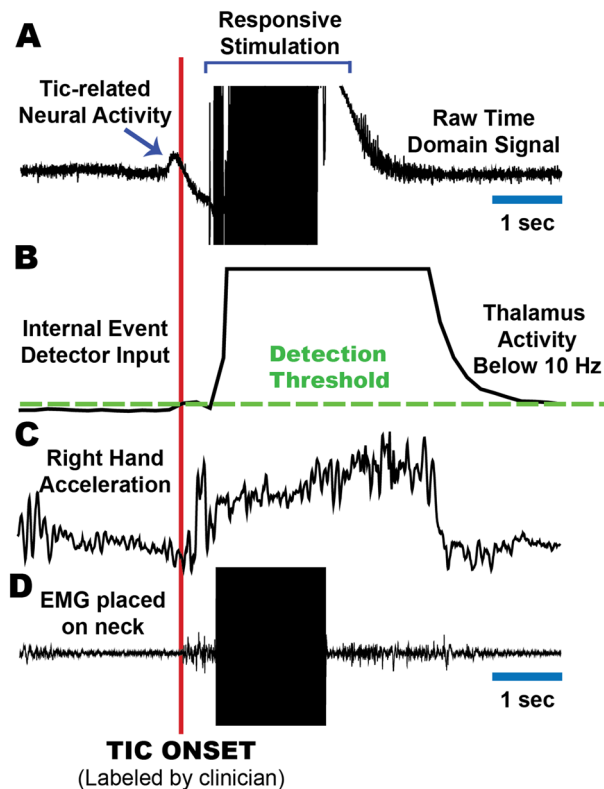 A
Responsive
Stimulation
Tic-related
Neural Activity
Raw Time
Domain Signal
1 sec
B
Internal Event
Detector Input
Detection
Threshold
Thalamus
Activity
Below 10 Hz
C
Right Hand
Acceleration
D
EMG placed
on neck
1 sec
TIC ONSET
(Labeled by clinician)